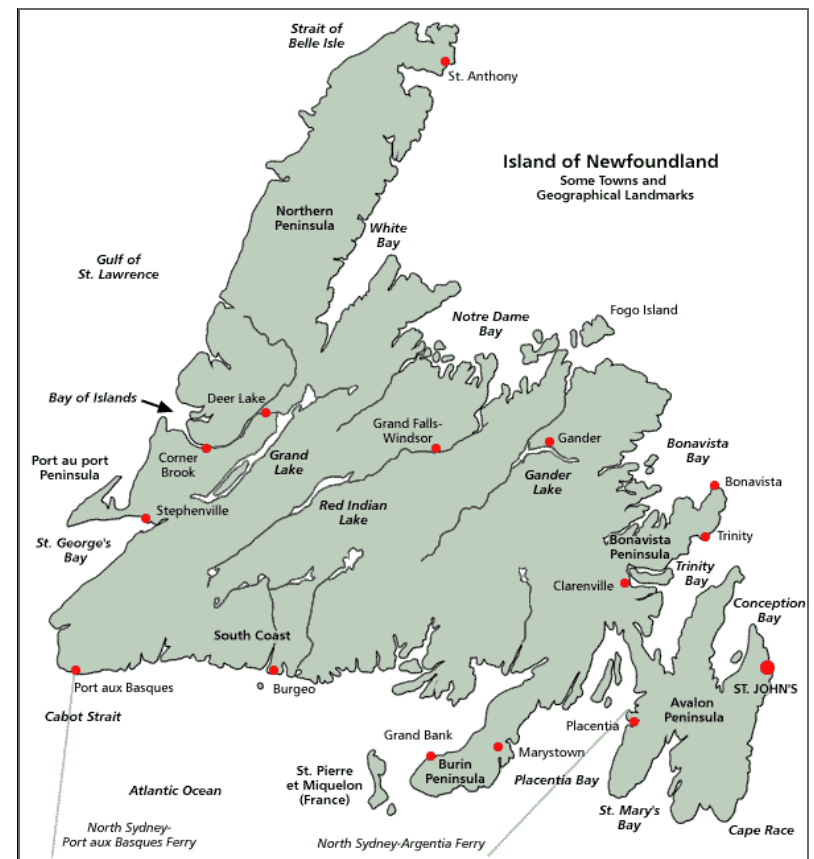 Strait of
Belle Isle
St. Anthony
Island of Newfoundland
Some Towns and
Geographical Landmarks
Northern
Peninsula
White
Bay
Gulf of
St. Lawrence
Notre Dame
Bay
Fogo Island
Bay of Islands
Deer Lake
Grand Falls-
Windsor
Gander
Corner
Brook
Grand
Lake
Bonavista
Bay
Port au port
Peninsula
Gander
Lake
Bonavista
Stephenville
Red Indian
Lake
St. George's
Bay
Bonavista
Peninsula
Trinity
Trinity
Bay
Clarenville
Conception
Bay
South Coast
Port aux Basques
Burgeo
ST. JOHN'S
Cabot Strait
Avalon
Peninsula
Placentia
Grand Bank
Marystown
Burin
Peninsula
St. Pierre
et Miquelon
(France)
Placentia Bay
Atlantic Ocean
St. Mary's
Bay
Cape Race
North Sydney-
Port aux Basques Ferry
North Sydney-Argentia Ferry